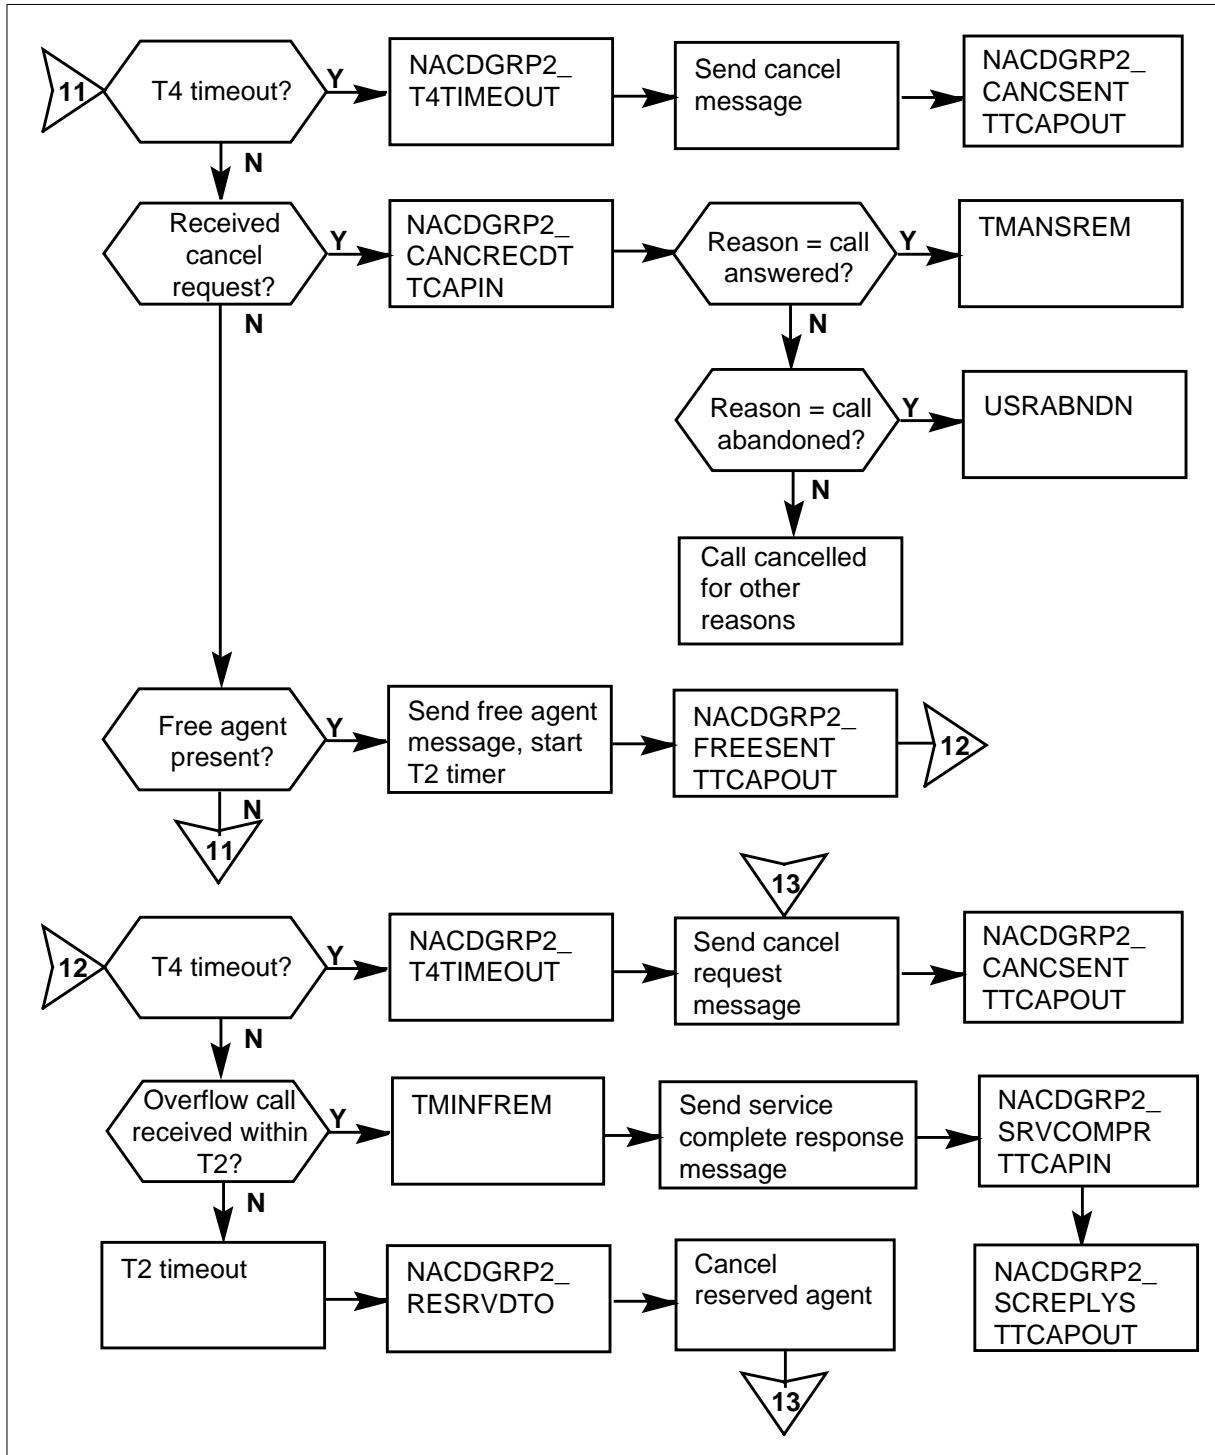 11
T4 timeout?
Y
NACDGRP2_
T4TIMEOUT
Send cancel
message
NACDGRP2_
CANCSENT
TTCAPOUT
N
Received
cancel
request?
Y
NACDGRP2_
CANCRECDT
TCAPIN
Reason = call
answered?
Y
TMANSREM
N
N
Reason = call
abandoned?
Y
USRABNDN
N
Call cancelled
for other
reasons
Free agent
present?
Y
Send free agent
message, start
T2 timer
NACDGRP2_
FREESENT
TTCAPOUT
12
N
11
13
12
T4 timeout?
Y
NACDGRP2_
T4TIMEOUT
Send cancel
request
message
NACDGRP2_
CANCSENT
TTCAPOUT
N
Overflow call
received within
T2?
Y
TMINFREM
Send service
complete response
message
NACDGRP2_
SRVCOMPR
TTCAPIN
N
T2 timeout
NACDGRP2_
RESRVDTO
Cancel
reserved agent
NACDGRP2_
SCREPLYS
TTCAPOUT
13